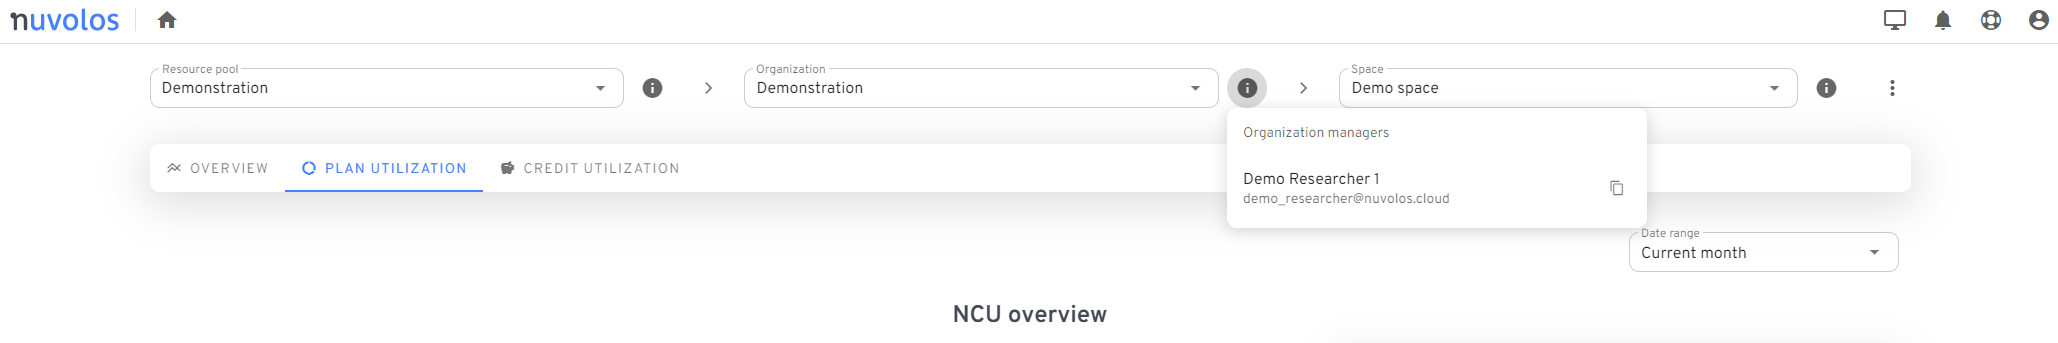 nuvolos
Resource pool
Demonstration
Organization
Demonstration
Space
Demo space
Organization managers
Demo Researcher 1
demo_researcher@nuvolos.cloud
OVERVIEW
PLAN UTILIZATION
CREDIT UTILIZATION
Date range
Current month
NCU overview